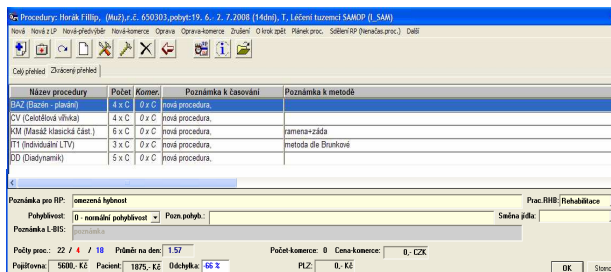 Procedury: Horák Fillip, (Muž),r.č. 650303,pobyt:19. 6.- 2. 7.2008 (14dní), T, Léčení tuzemci SAMOP (I_SAM)
Nová Nová z LP Nová-předvýběr Nová-komerce Oprava Oprava-komerce Zrušení O krok zpět Plánek proc. Sdělení RP (Nenačas.proc.) Další
Celý přehled Zkrácený přehled
Název procedury Počet Komer. Poznámka k časování Poznámka k metodě
BAZ (Bazén - plavání) 4 x C 0 x C nová procedura,
CV (Celotělová vířivka) 4 x C 0 x C nová procedura,
KM (Masáž klasická část.) 6 x C 0 x C nová procedura, ramena+záda
IT1 (Individuální LTV) 3 x C 0 x C nová procedura, metoda dle Brunkové
DD (Diadynamik) 5 x C 0 x C nová procedura,
Poznámka pro RP: omezená hybnost Prac.RHB: Rehabilitace
Pohyblivost: 0 - normální pohyblivost Pozn.pohyb.: Směna jídla:
Poznámka L-BIS: poznámka
Počty proc.: 22 / 4 / 18 Průměr na den: 1.57 Počet-komerce: 0 Cena-komerce: 0,- CZK
Pojišťovna: 5600,- Kč Pacient: 1875,- Kč Odchylka: -66 % PLZ: 0,- Kč OK Storno